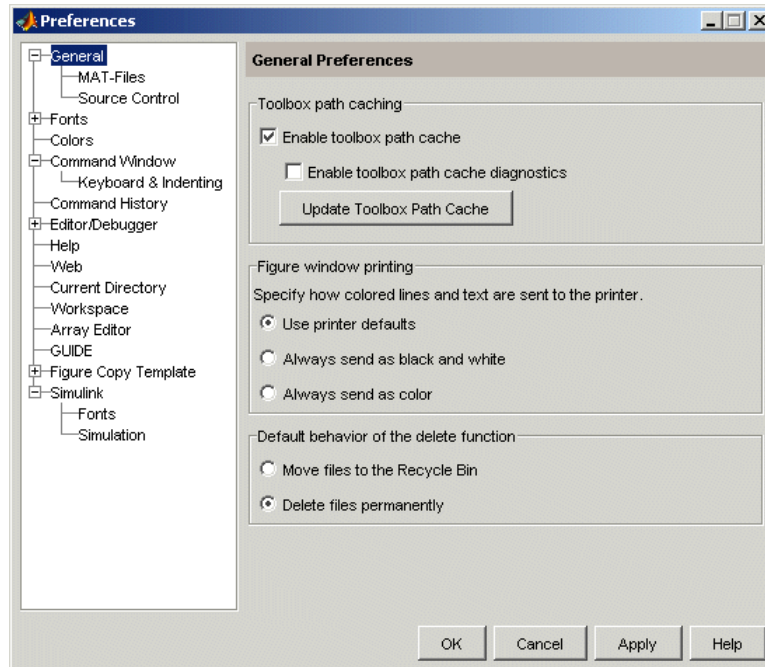 Preferences
General
MAT-Files
Source Control
Fonts
Colors
Command Window
Keyboard & Indenting
Command History
Editor/Debugger
Help
Web
Current Directory
Workspace
Array Editor
GUIDE
Figure Copy Template
Simulink
Fonts
Simulation
General Preferences
Toolbox path caching
Enable toolbox path cache
Enable toolbox path cache diagnostics
Update Toolbox Path Cache
Figure window printing
Specify how colored lines and text are sent to the printer.
Use printer defaults
Always send as black and white
Always send as color
Default behavior of the delete function
Move files to the Recycle Bin
Delete files permanently
OK Cancel Apply Help